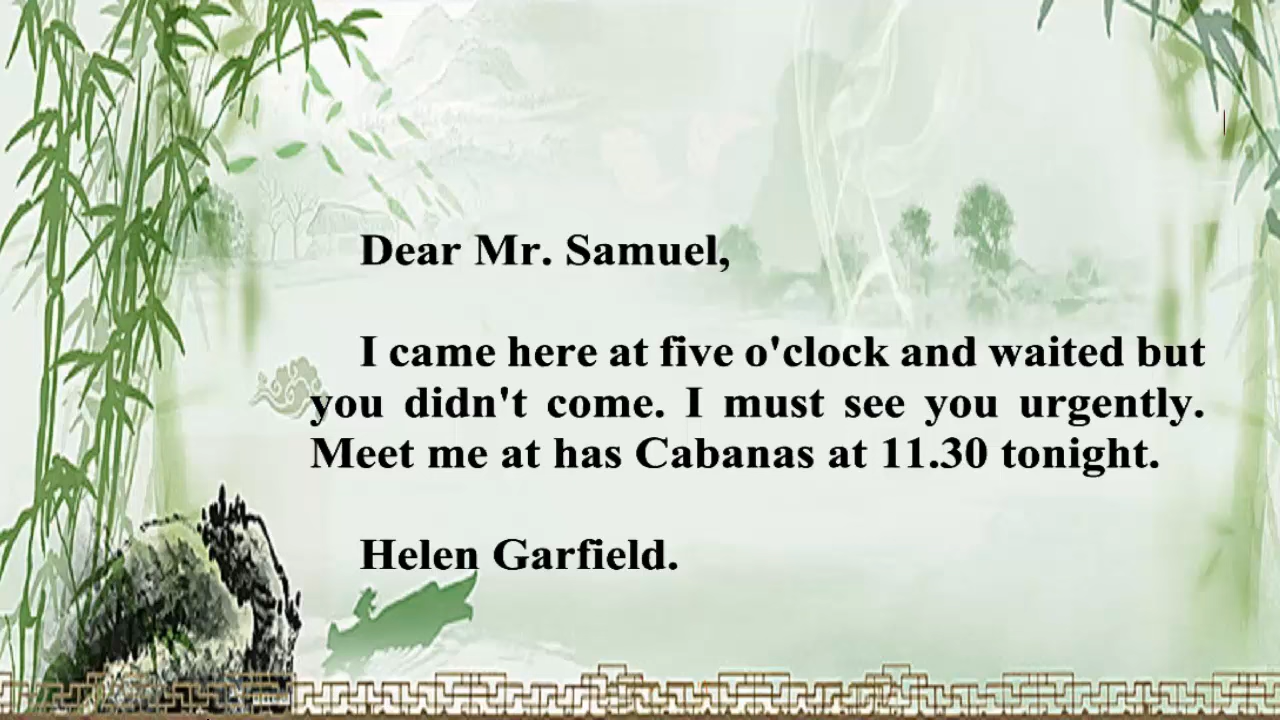 Dear Mr. Samuel,
I came here at five o'clock and waited but
you didn't come. I must see you urgently.
Meet me at has Cabanas at 11.30 tonight.
Helen Garfield.